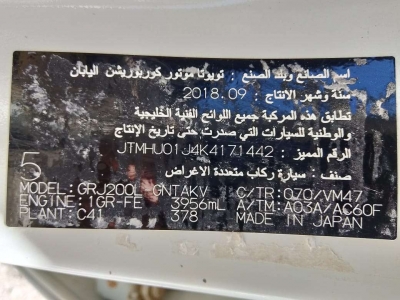 اسم الصانع وبلد الصنع : تويوتا موتور كوربوريشن اليابان
سنة وشهر الانتاج : 2018.09
تطابق هذه المركبة جميع اللوائح الفنية الخليجية
والوطنية للسيارات التي صدرت حتى تاريخ الإنتاج
الرقم المميز : JTMHU01J4K4171442
صنف : سيارة ركاب متعددة الاغراض
5
MODEL: GRJ200L GNTAKV C/TR: 070/VM47
ENGINE: 1GR-FE 3956mL A/TM: A03A/AC60F
PLANT: C41 378 MADE IN JAPAN